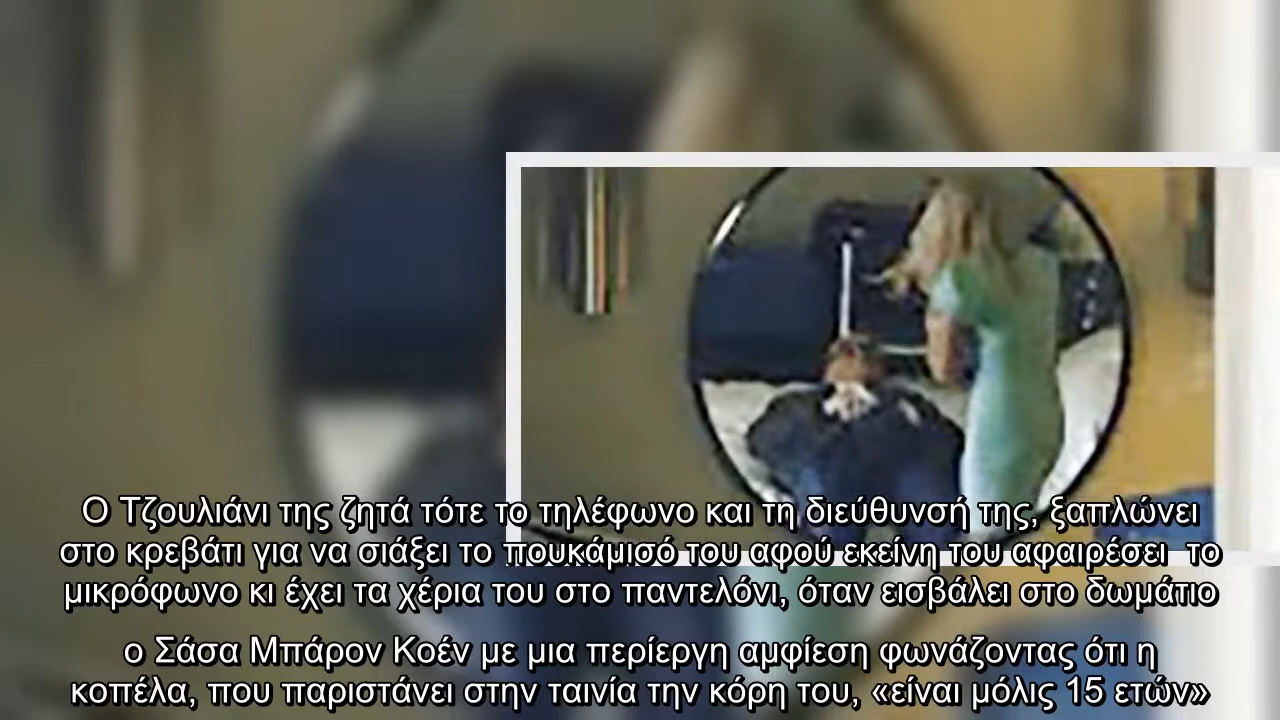 Ο Τζουλιάνι της ζητά τότε το τηλέφωνο και τη διεύθυνσή της, ξαπλώνει
στο κρεβάτι για να σιάξει το πουκάμισό του αφού εκείνη του αφαιρέσει το
μικρόφωνο κι έχει τα χέρια του στο παντελόνι, όταν εισβάλει στο δωμάτιο
ο Σάσα Μπάρον Κοέν με μια περίεργη αμφίεση φωνάζοντας ότι η
κοπέλα, που παριστάνει στην ταινία την κόρη του, «είναι μόλις 15 ετών»